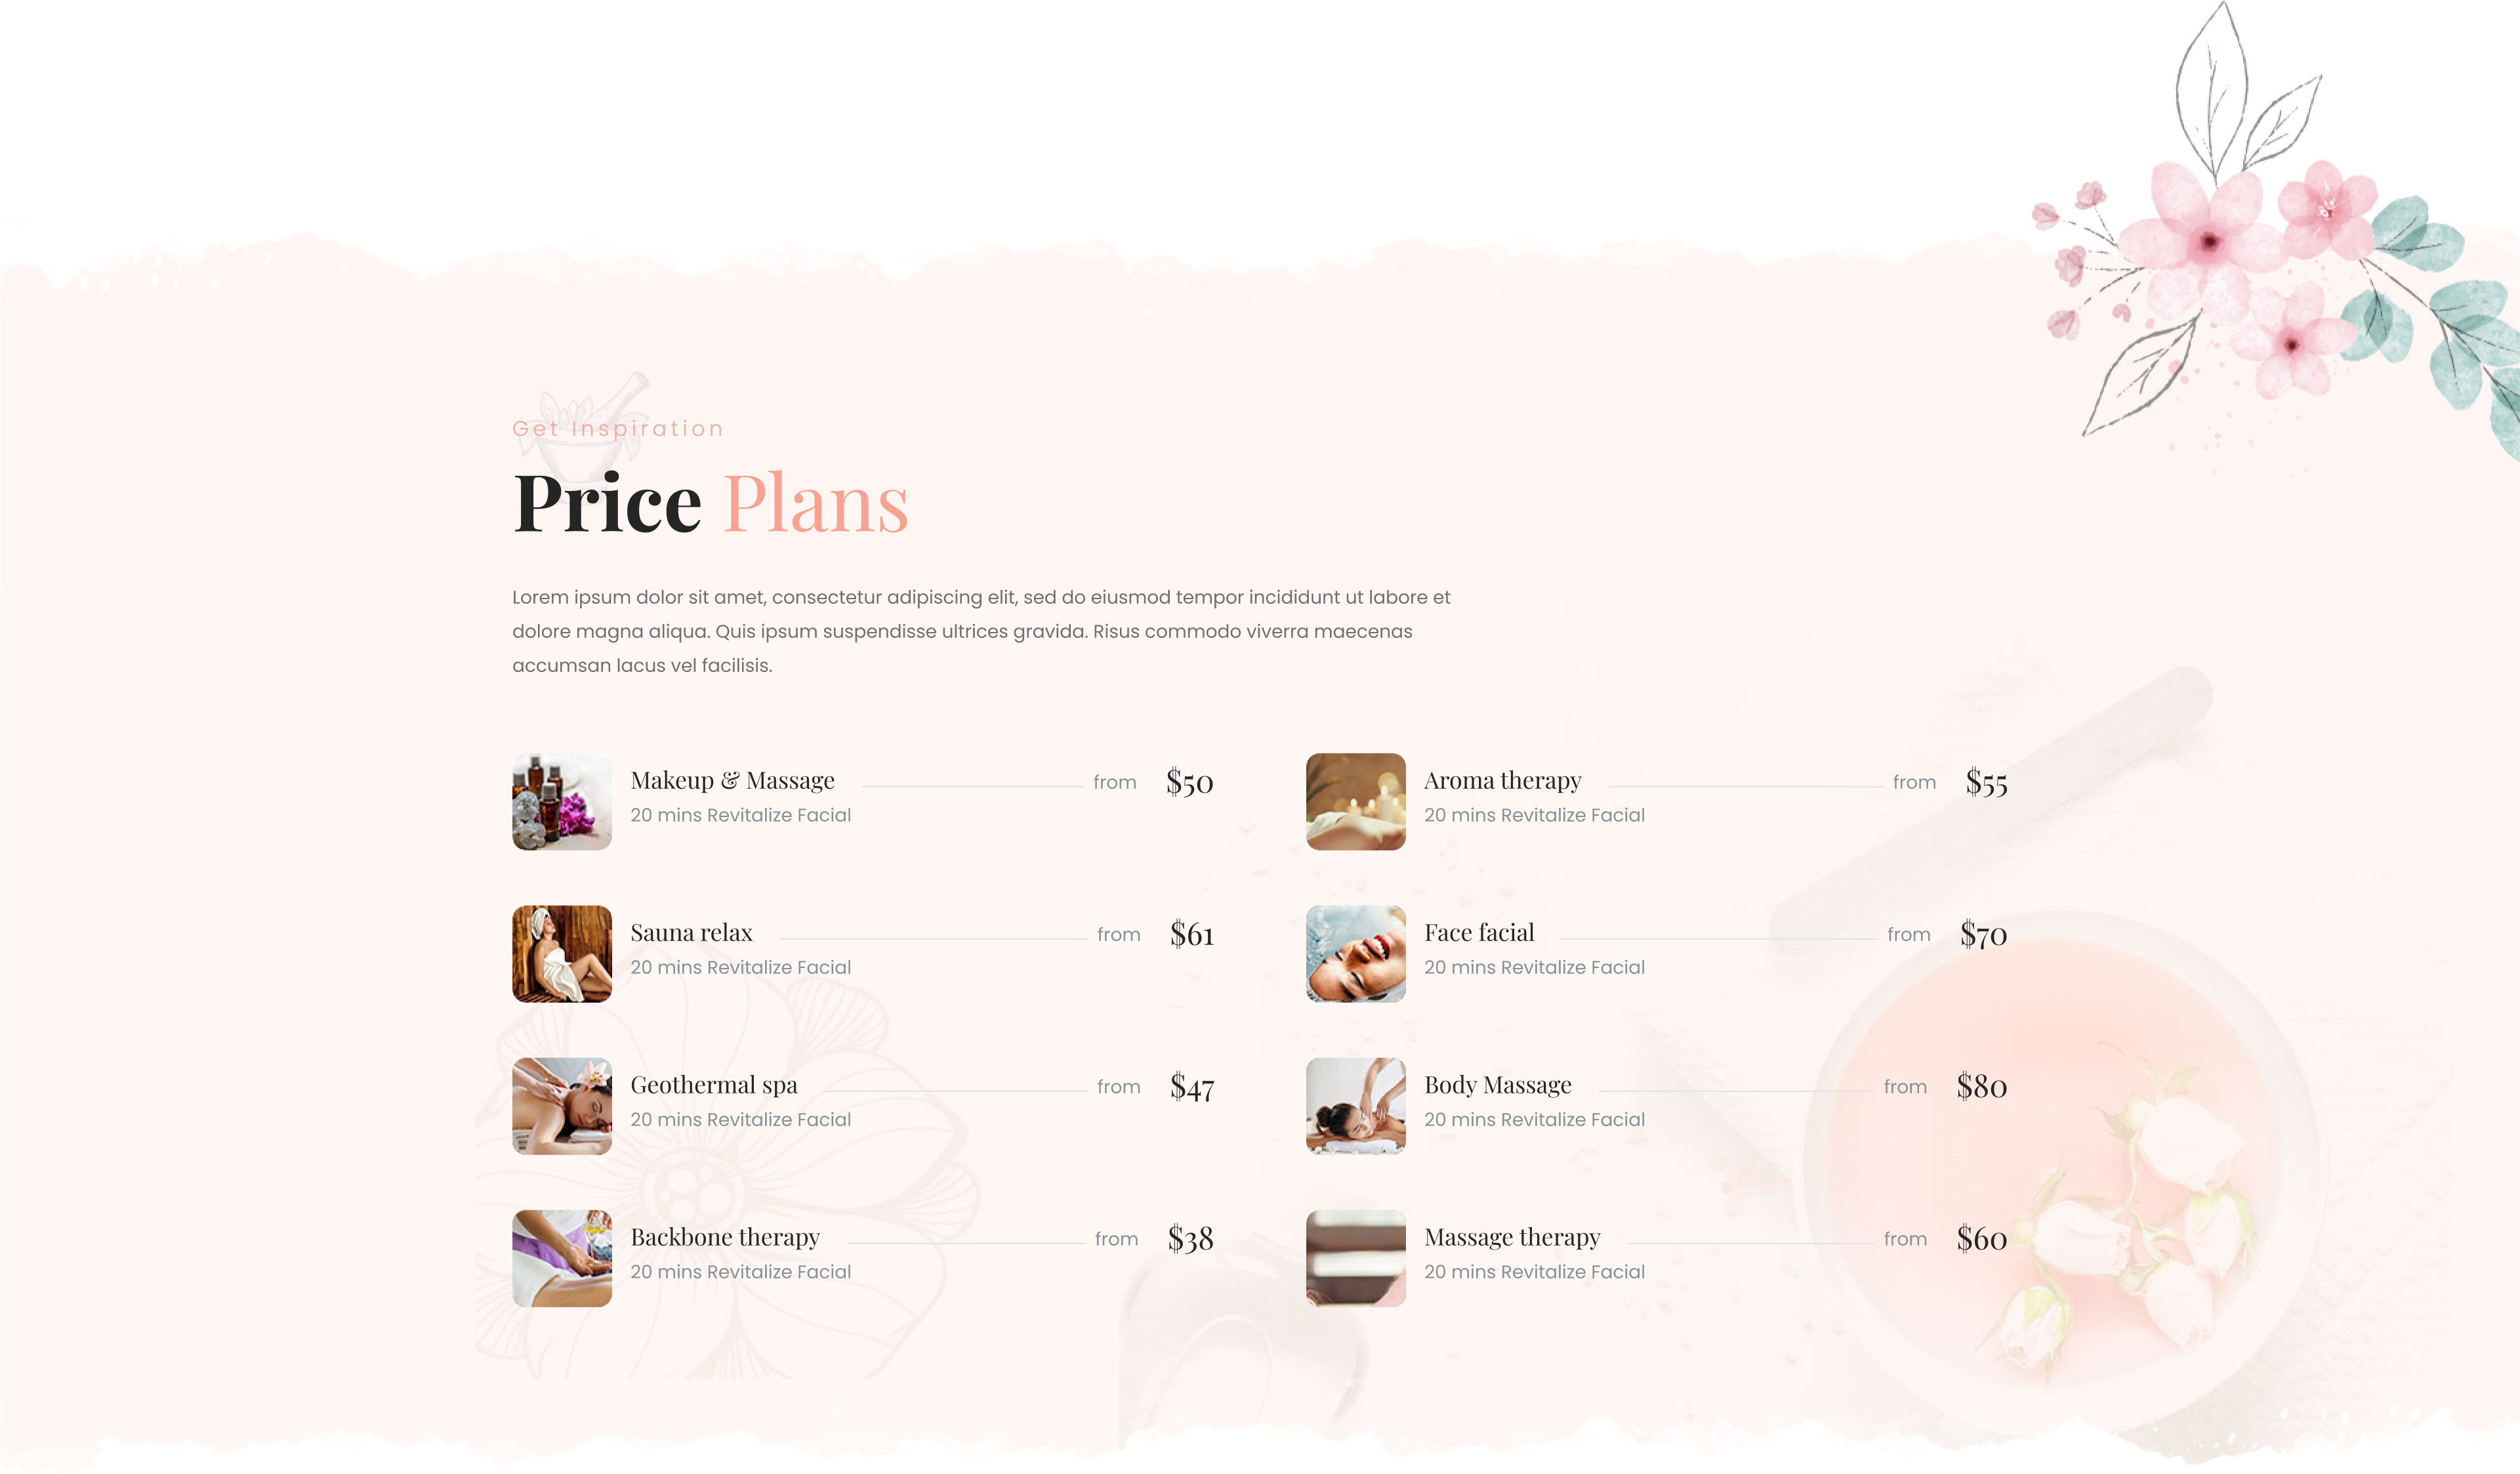 Get Inspiration
Price Plans
Lorem ipsum dolor sit amet, consectetur adipiscing elit, sed do eiusmod tempor incididunt ut labore et
dolore magna aliqua. Quis ipsum suspendisse ultrices gravida. Risus commodo viverra maecenas
accumsan lacus vel facilisis.
Makeup & Massage from $50
20 mins Revitalize Facial
Sauna relax from $61
20 mins Revitalize Facial
Geothermal spa from $47
20 mins Revitalize Facial
Backbone therapy from $38
20 mins Revitalize Facial
Aroma therapy from $55
20 mins Revitalize Facial
Face facial from $70
20 mins Revitalize Facial
Body Massage from $80
20 mins Revitalize Facial
Massage therapy from $60
20 mins Revitalize Facial